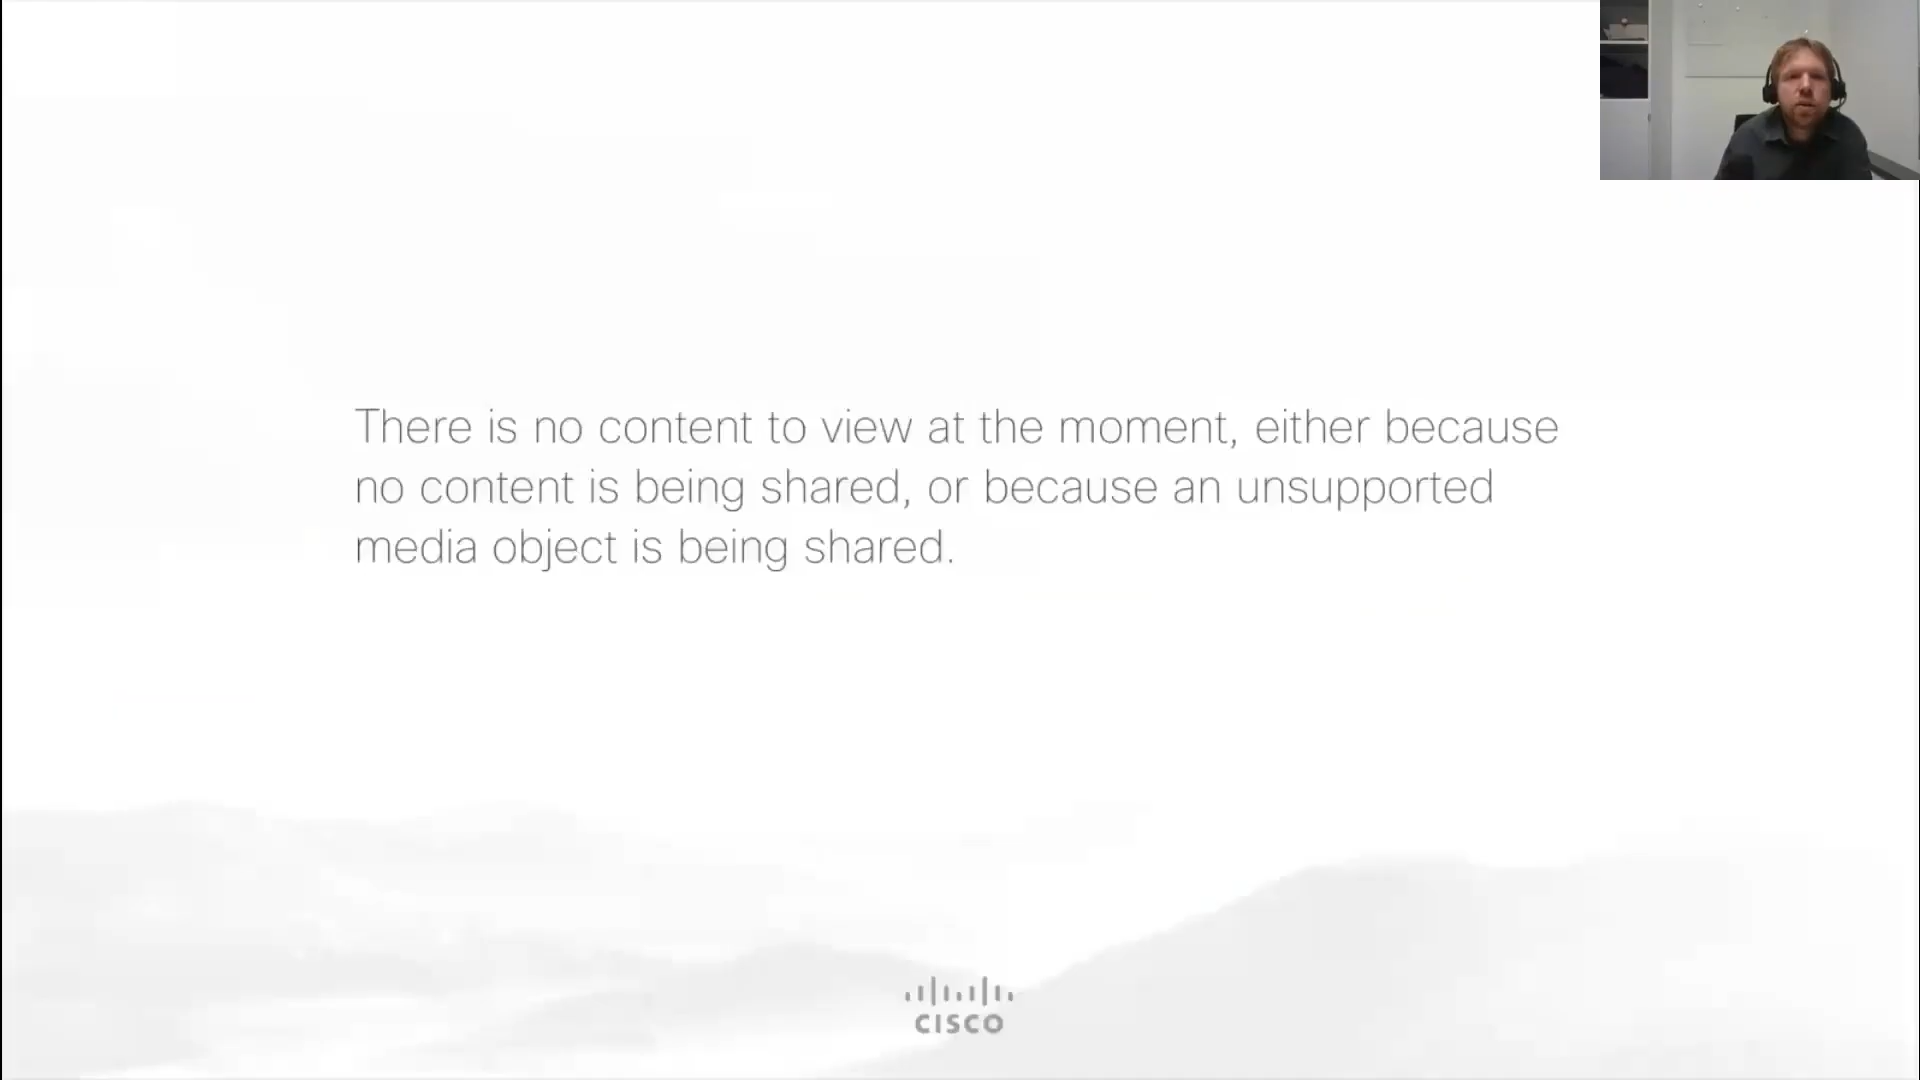 There is no content to view at the moment, either because
no content is being shared, or because an unsupported
media object is being shared.
CISCO